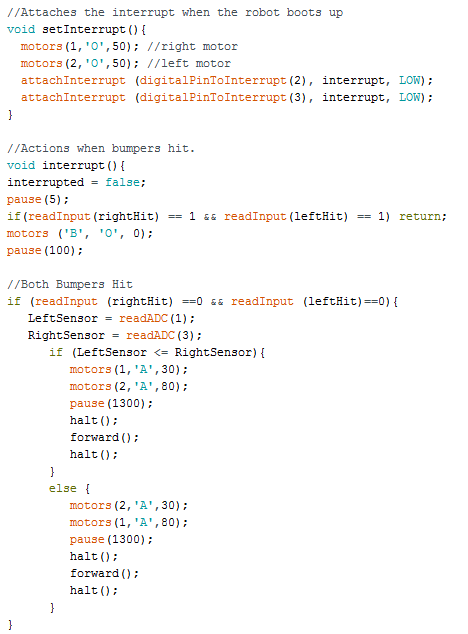 //Attaches the interrupt when the robot boots up
void setInterrupt(){
  motors(1,'O',50); //right motor
  motors(2,'O',50); //left motor
  attachInterrupt (digitalPinToInterrupt(2), interrupt, LOW);
  attachInterrupt (digitalPinToInterrupt(3), interrupt, LOW);
}

//Actions when bumpers hit.
void interrupt(){
interrupted = false;
pause(5);
if(readInput(rightHit) == 1 && readInput(leftHit) == 1) return;
motors ('B', 'O', 0);
pause(100);

//Both Bumpers Hit
if (readInput (rightHit) ==0 && readInput (leftHit)==0){
   LeftSensor = readADC(1);
   RightSensor = readADC(3);
      if (LeftSensor <= RightSensor){
         motors(1,'A',30);
         motors(2,'A',80);
         pause(1300);
         halt();
         forward();
         halt();
      }
      else {
         motors(2,'A',30);
         motors(1,'A',80);
         pause(1300);
         halt();
         forward();
         halt();
      }
}